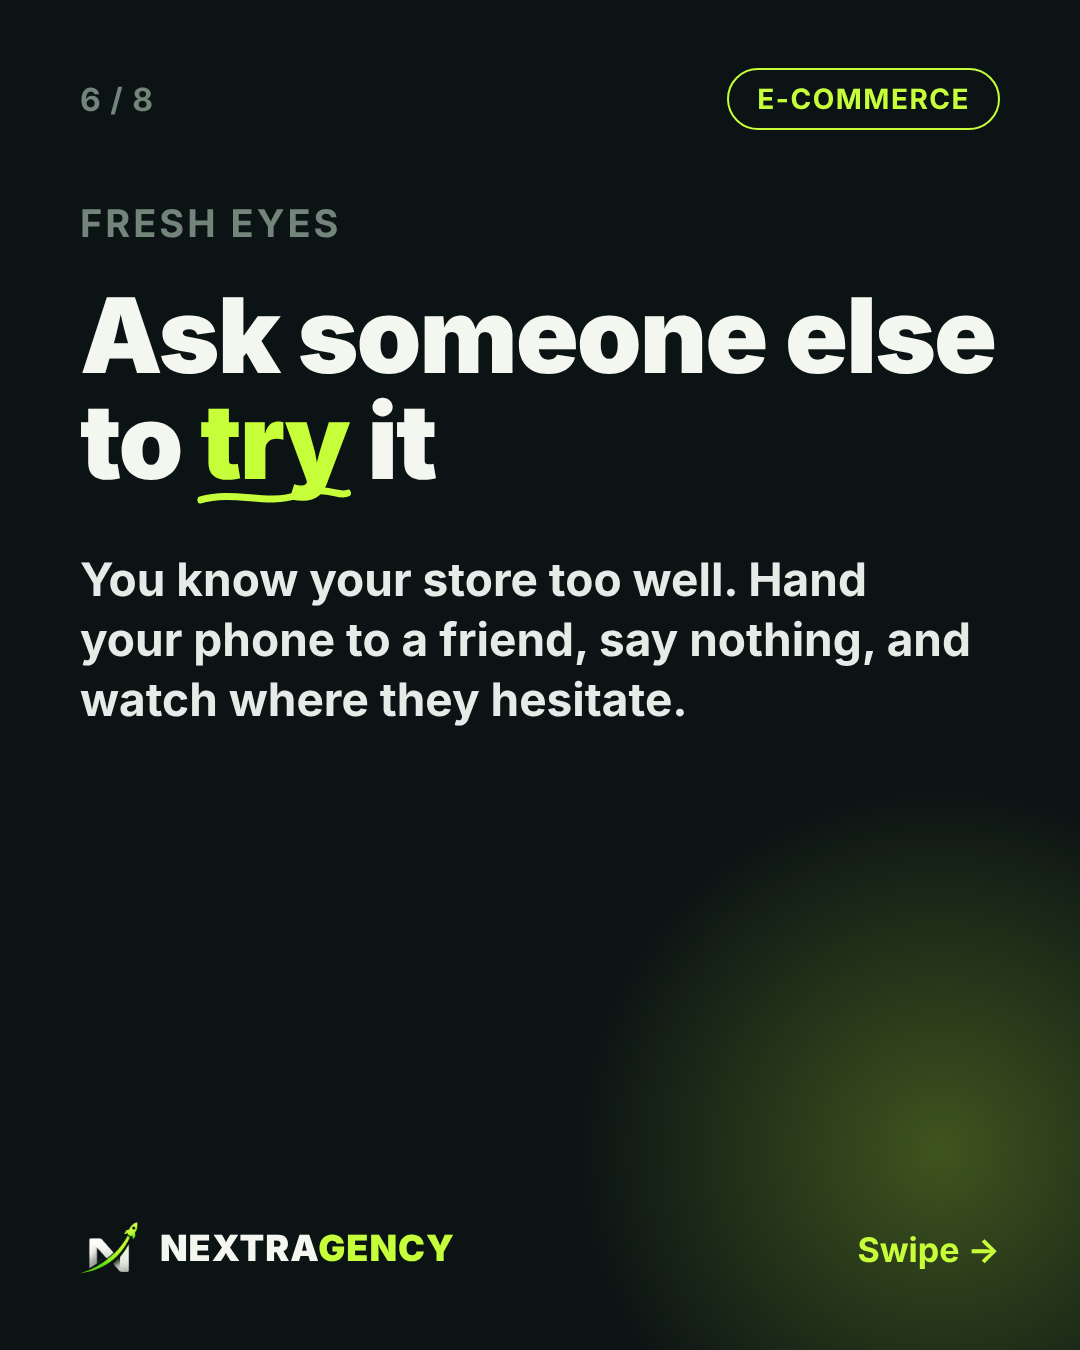 6 / 8
E-COMMERCE
FRESH EYES
Ask someone else
to try it
You know your store too well. Hand
your phone to a friend, say nothing, and
watch where they hesitate.
NEXTRAGENCY
Swipe →